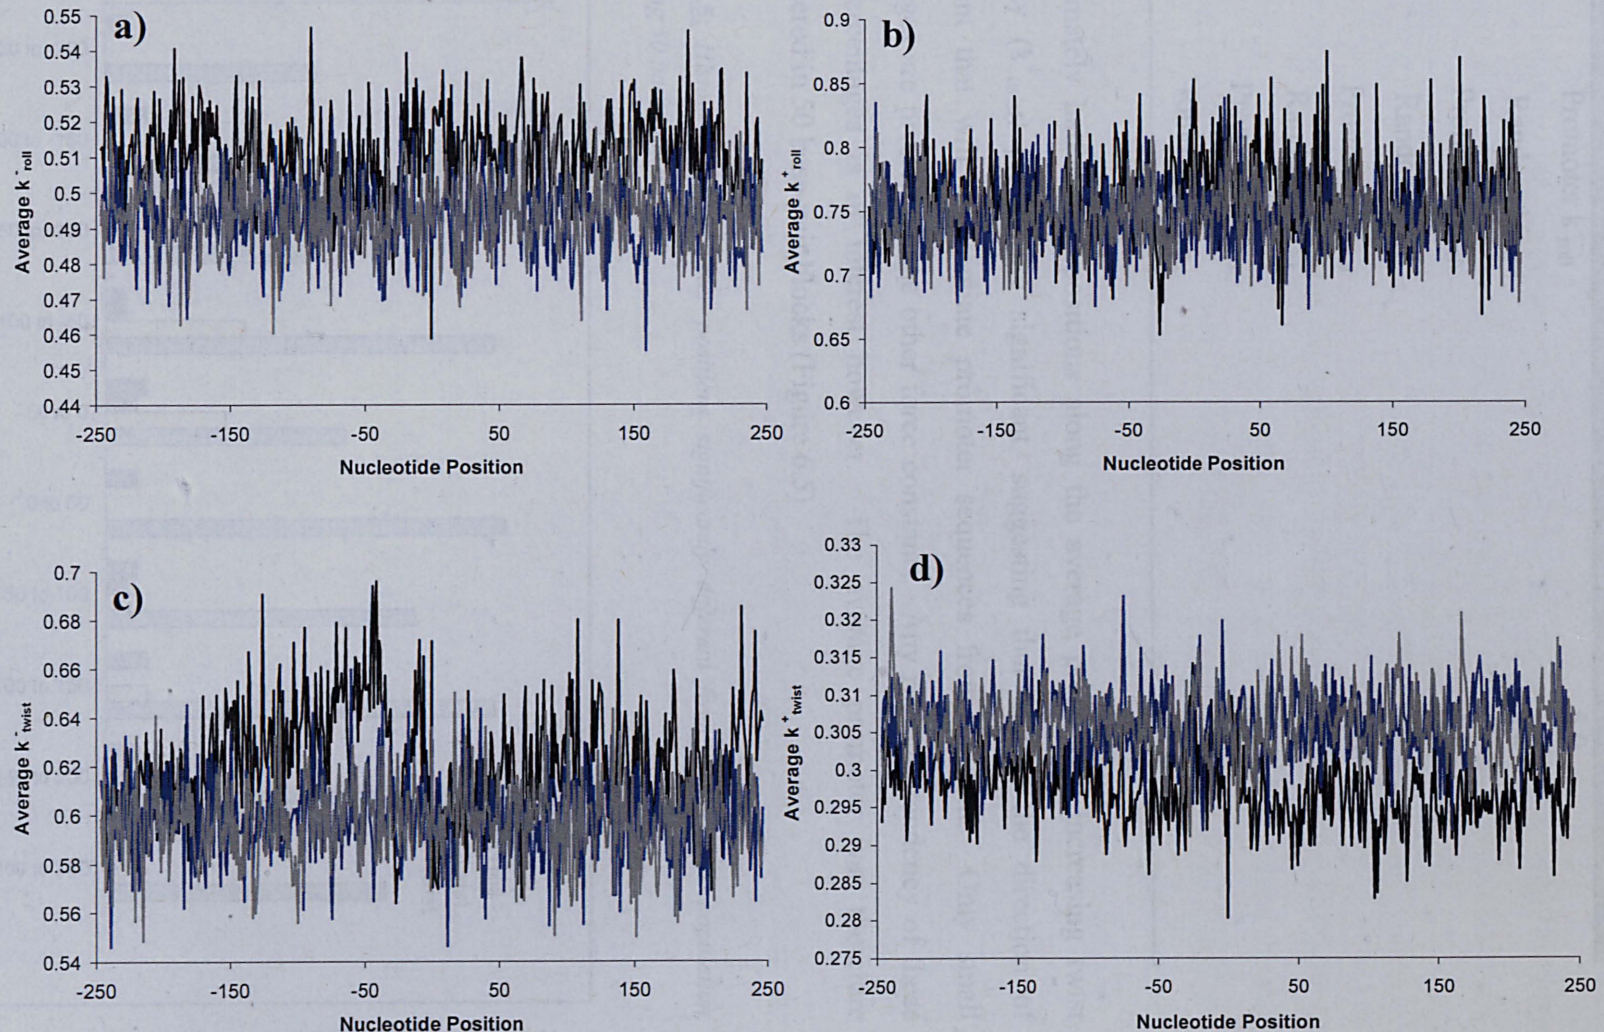 a)
Average k⁻roll
0.55
0.54
0.53
0.52
0.51
0.5
0.49
0.48
0.47
0.46
0.45
0.44
-250 -150 -50 50 150 250
Nucleotide Position
b)
Average k⁺roll
0.9
0.85
0.8
0.75
0.7
0.65
0.6
-250 -150 -50 50 150 250
Nucleotide Position
c)
Average k⁻twist
0.7
0.68
0.66
0.64
0.62
0.6
0.58
0.56
0.54
-250 -150 -50 50 150 250
Nucleotide Position
d)
Average k⁺twist
0.33
0.325
0.32
0.315
0.31
0.305
0.3
0.295
0.29
0.285
0.28
0.275
-250 -150 -50 50 150 250
Nucleotide Position